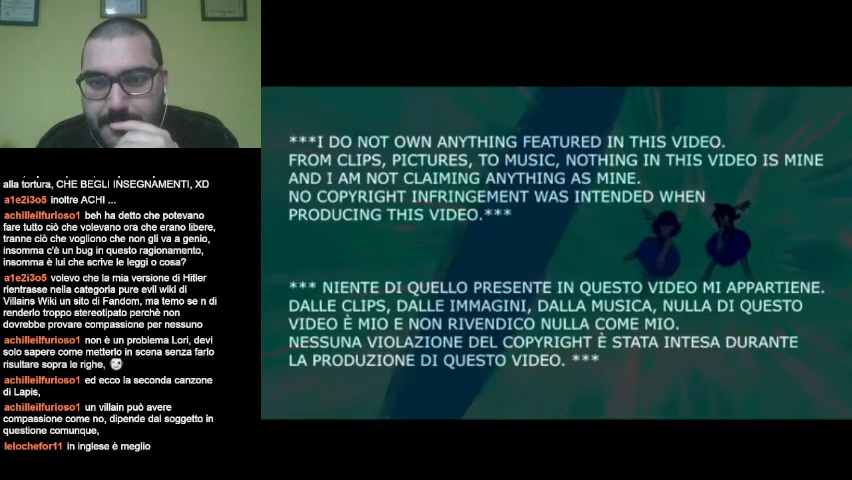 alla tortura, CHE BEGLI INSEGNAMENTI, XD
a1e2i3o5 inoltre ACHI ...
achilleilfurioso1 beh ha detto che potevano
fare tutto ciò che volevano ora che erano libere,
tranne ciò che vogliono che non gli va a genio,
insomma c'è un bug in questo ragionamento,
insomma è lui che scrive le leggi o cosa?
a1e2i3o5 volevo che la mia versione di Hitler
rientrasse nella categoria pure evil wiki di
Villains Wiki un sito di Fandom, ma temo se n di
renderlo troppo stereotipato perchè non
dovrebbe provare compassione per nessuno
achilleilfurioso1 non è un problema Lori, devi
solo sapere come metterlo in scena senza farlo
risultare sopra le righe,
achilleilfurioso1 ed ecco la seconda canzone
di Lapis,
achilleilfurioso1 un villain può avere
compassione come no, dipende dal soggetto in
questione comunque,
lelochefor11 in inglese è meglio
***I DO NOT OWN ANYTHING FEATURED IN THIS VIDEO.
FROM CLIPS, PICTURES, TO MUSIC, NOTHING IN THIS VIDEO IS MINE
AND I AM NOT CLAIMING ANYTHING AS MINE.
NO COPYRIGHT INFRINGEMENT WAS INTENDED WHEN
PRODUCING THIS VIDEO.***
*** NIENTE DI QUELLO PRESENTE IN QUESTO VIDEO MI APPARTIENE.
DALLE CLIPS, DALLE IMMAGINI, DALLA MUSICA, NULLA DI QUESTO
VIDEO È MIO E NON RIVENDICO NULLA COME MIO.
NESSUNA VIOLAZIONE DEL COPYRIGHT È STATA INTESA DURANTE
LA PRODUZIONE DI QUESTO VIDEO. ***